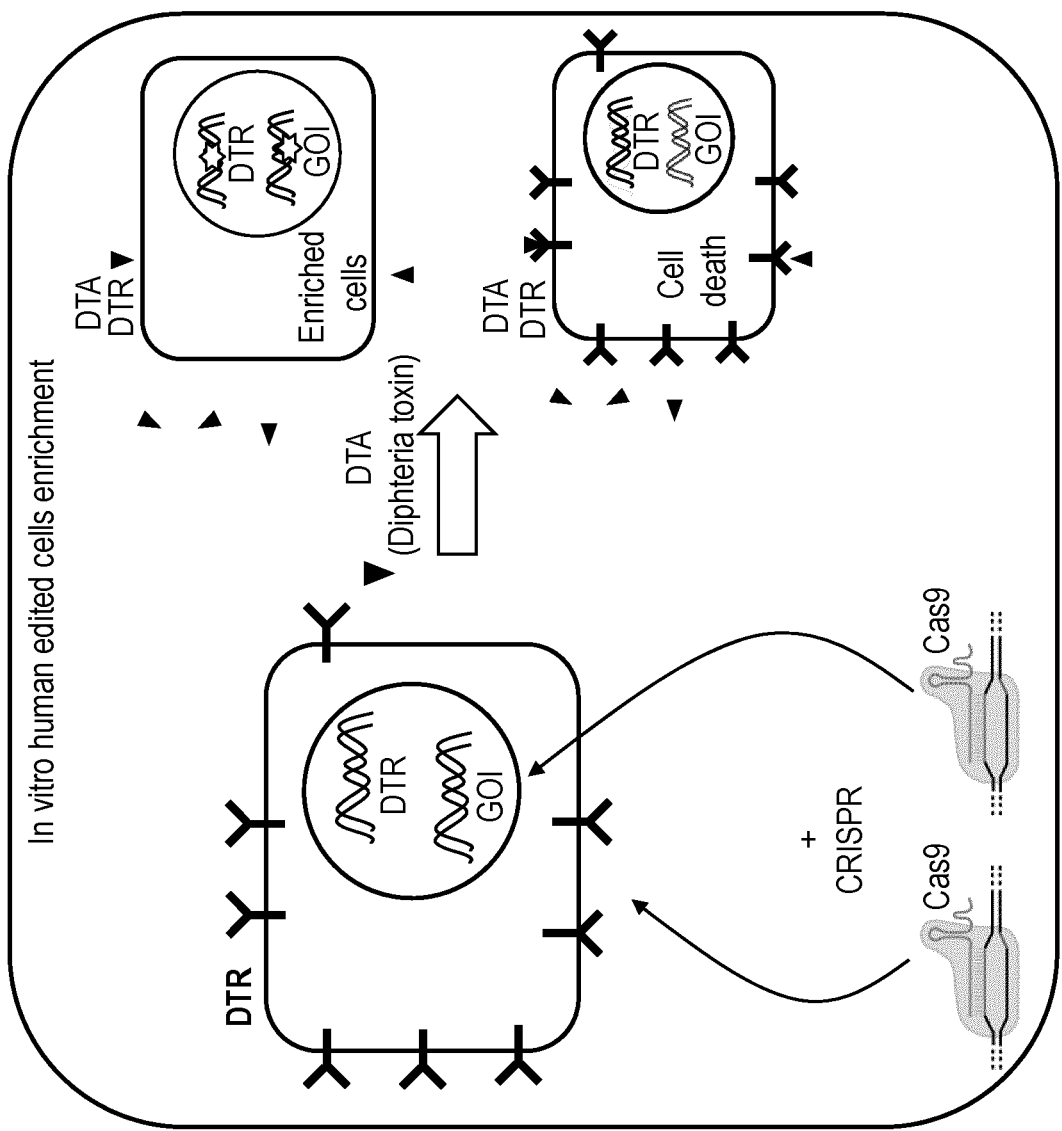 In vitro human edited cells enrichment
DTR
DTR
GOI
+
CRISPR
Cas9
Cas9
DTA
(Diphteria toxin)
DTA
DTR
DTR
GOI
Enriched
cells
DTA
DTR
DTR
GOI
Cell
death